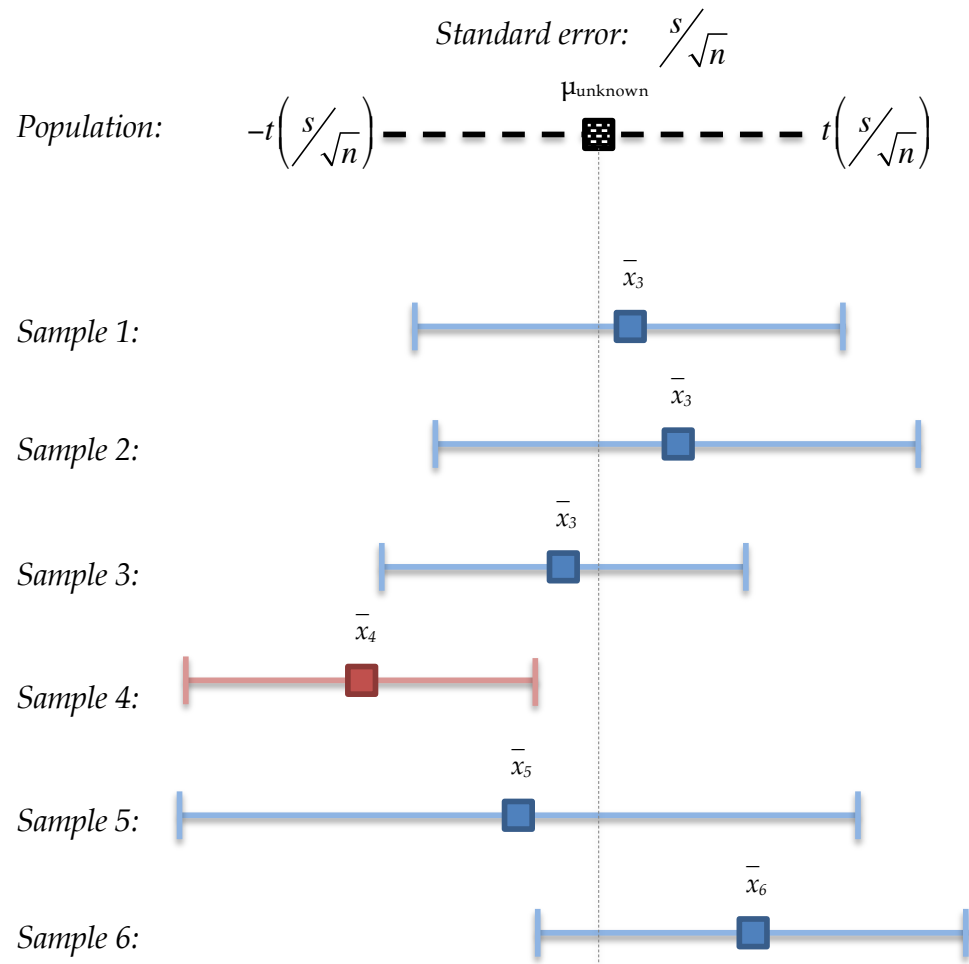 Standard error: s/√n
μunknown
Population: −t(s/√n) t(s/√n)
x̄3
Sample 1:
x̄3
Sample 2:
x̄3
Sample 3:
x̄4
Sample 4:
x̄5
Sample 5:
x̄6
Sample 6: